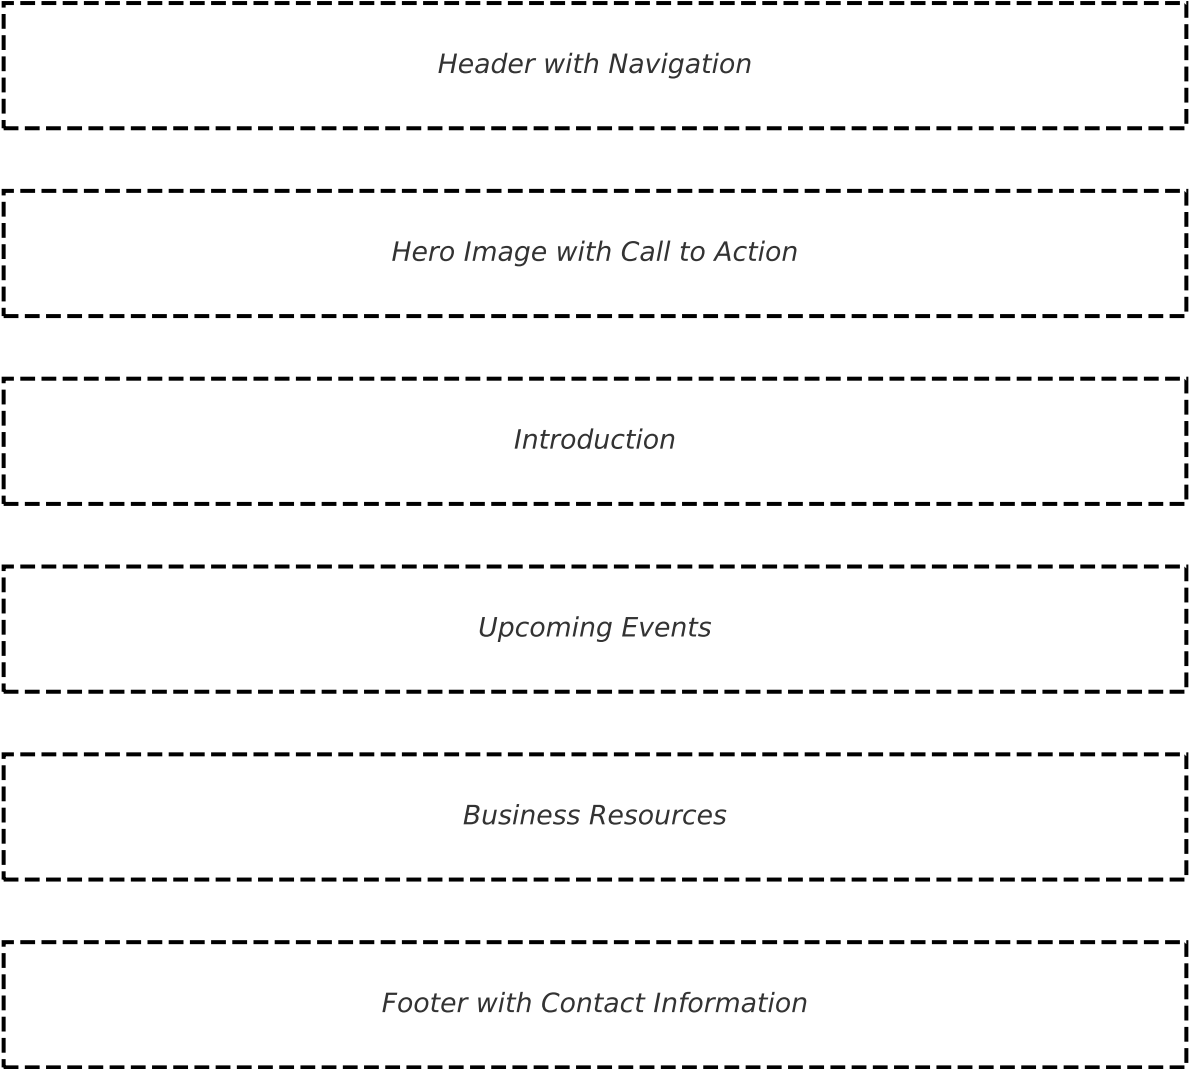 Header with Navigation
Hero Image with Call to Action
Introduction
Upcoming Events
Business Resources
Footer with Contact Information